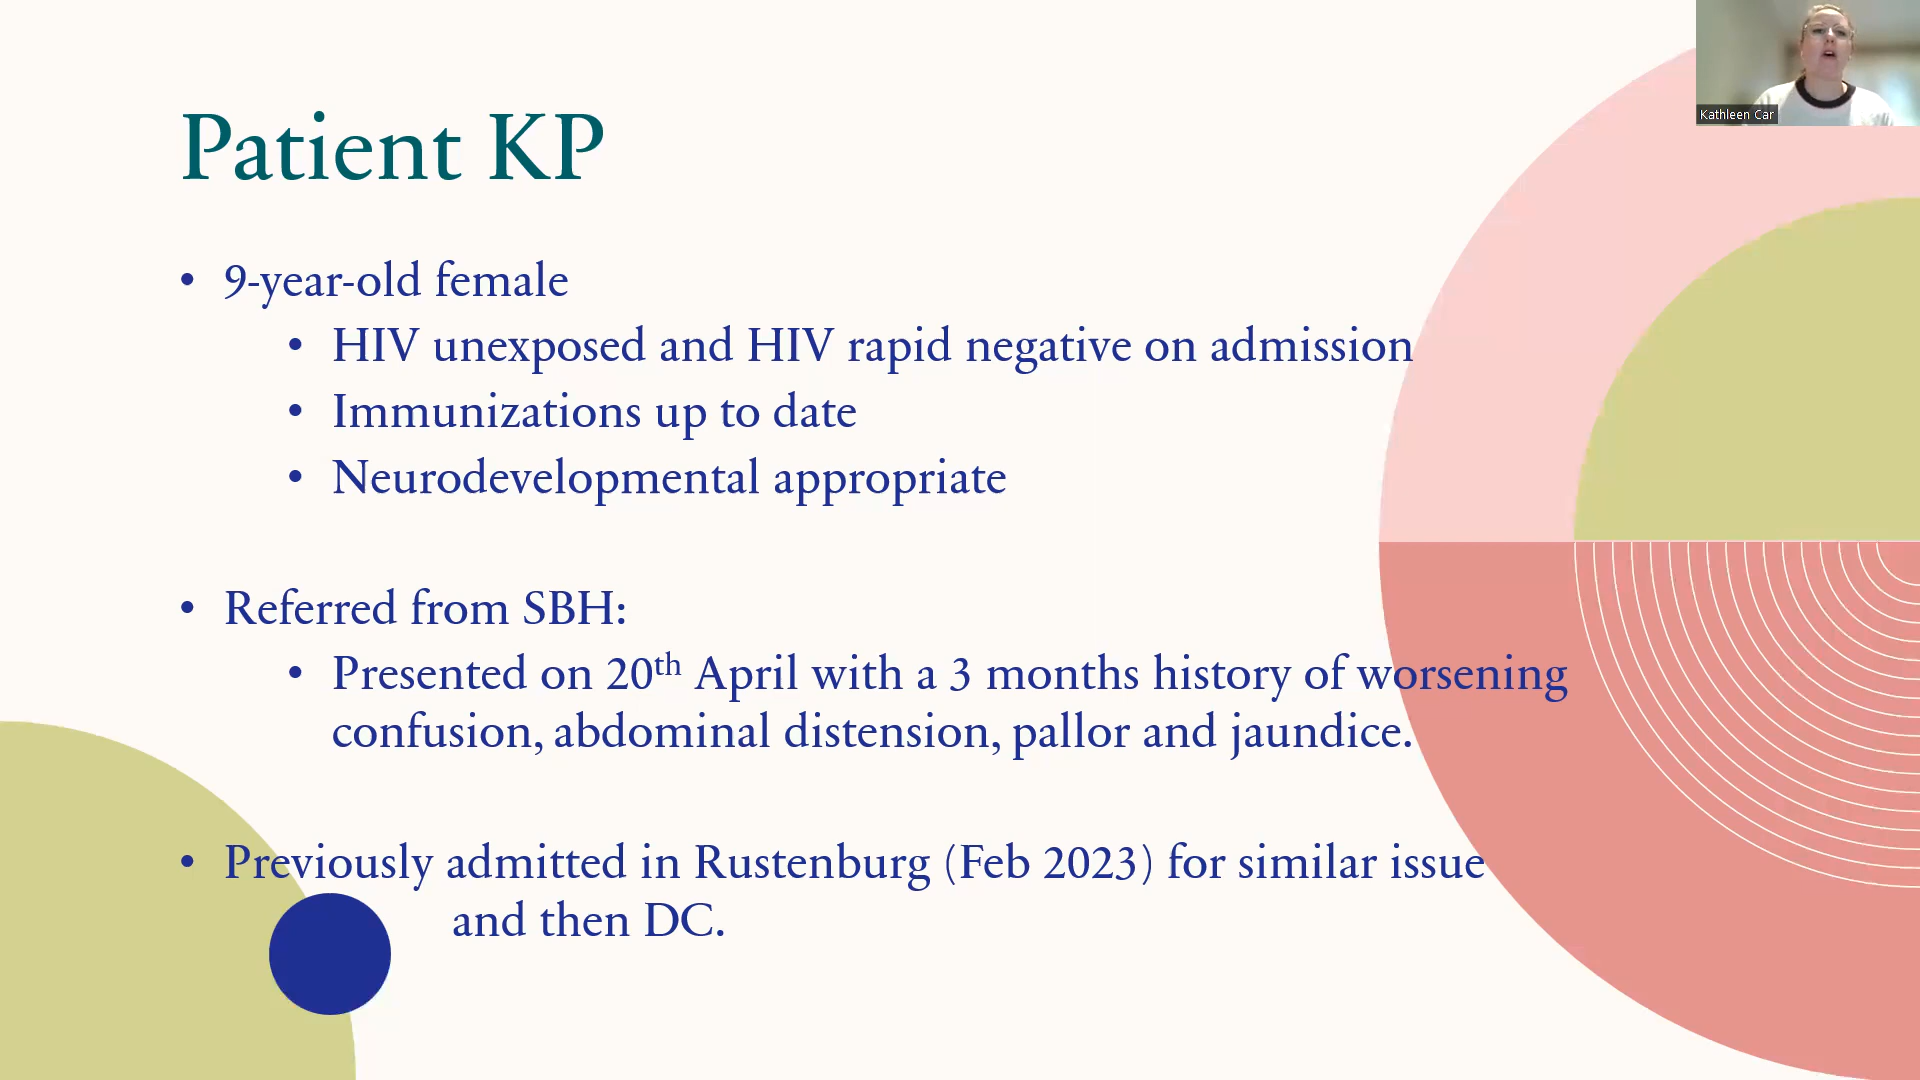 Kathleen Car
Patient KP
• 9-year-old female
• HIV unexposed and HIV rapid negative on admission
• Immunizations up to date
• Neurodevelopmental appropriate
• Referred from SBH:
• Presented on 20th April with a 3 months history of worsening
confusion, abdominal distension, pallor and jaundice.
• Previously admitted in Rustenburg (Feb 2023) for similar issue
and then DC.